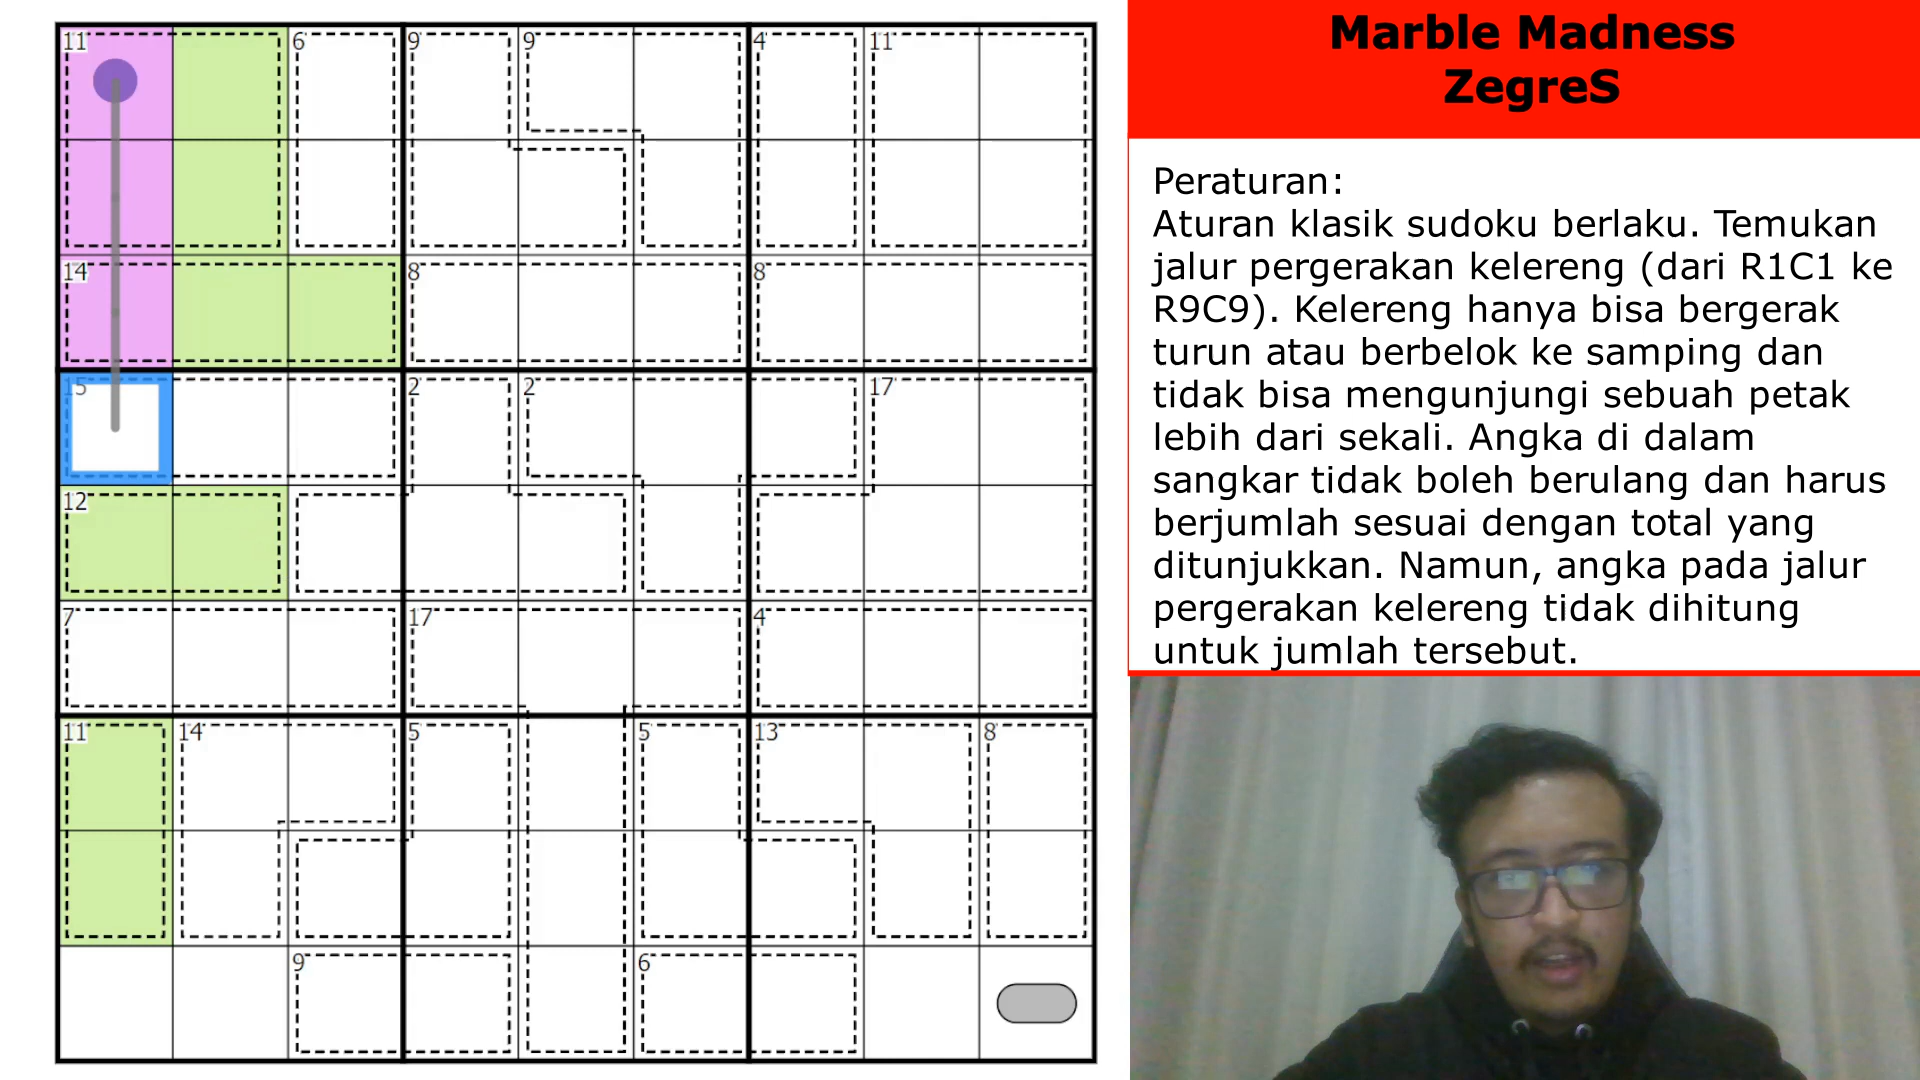 Marble Madness
ZegreS
Peraturan:
Aturan klasik sudoku berlaku. Temukan
jalur pergerakan kelereng (dari R1C1 ke
R9C9). Kelereng hanya bisa bergerak
turun atau berbelok ke samping dan
tidak bisa mengunjungi sebuah petak
lebih dari sekali. Angka di dalam
sangkar tidak boleh berulang dan harus
berjumlah sesuai dengan total yang
ditunjukkan. Namun, angka pada jalur
pergerakan kelereng tidak dihitung
untuk jumlah tersebut.
11 6 9 9 4 11
14 8 8
15 2 2 17
12
7 17 4
11 14 5 5 13 8
9 6